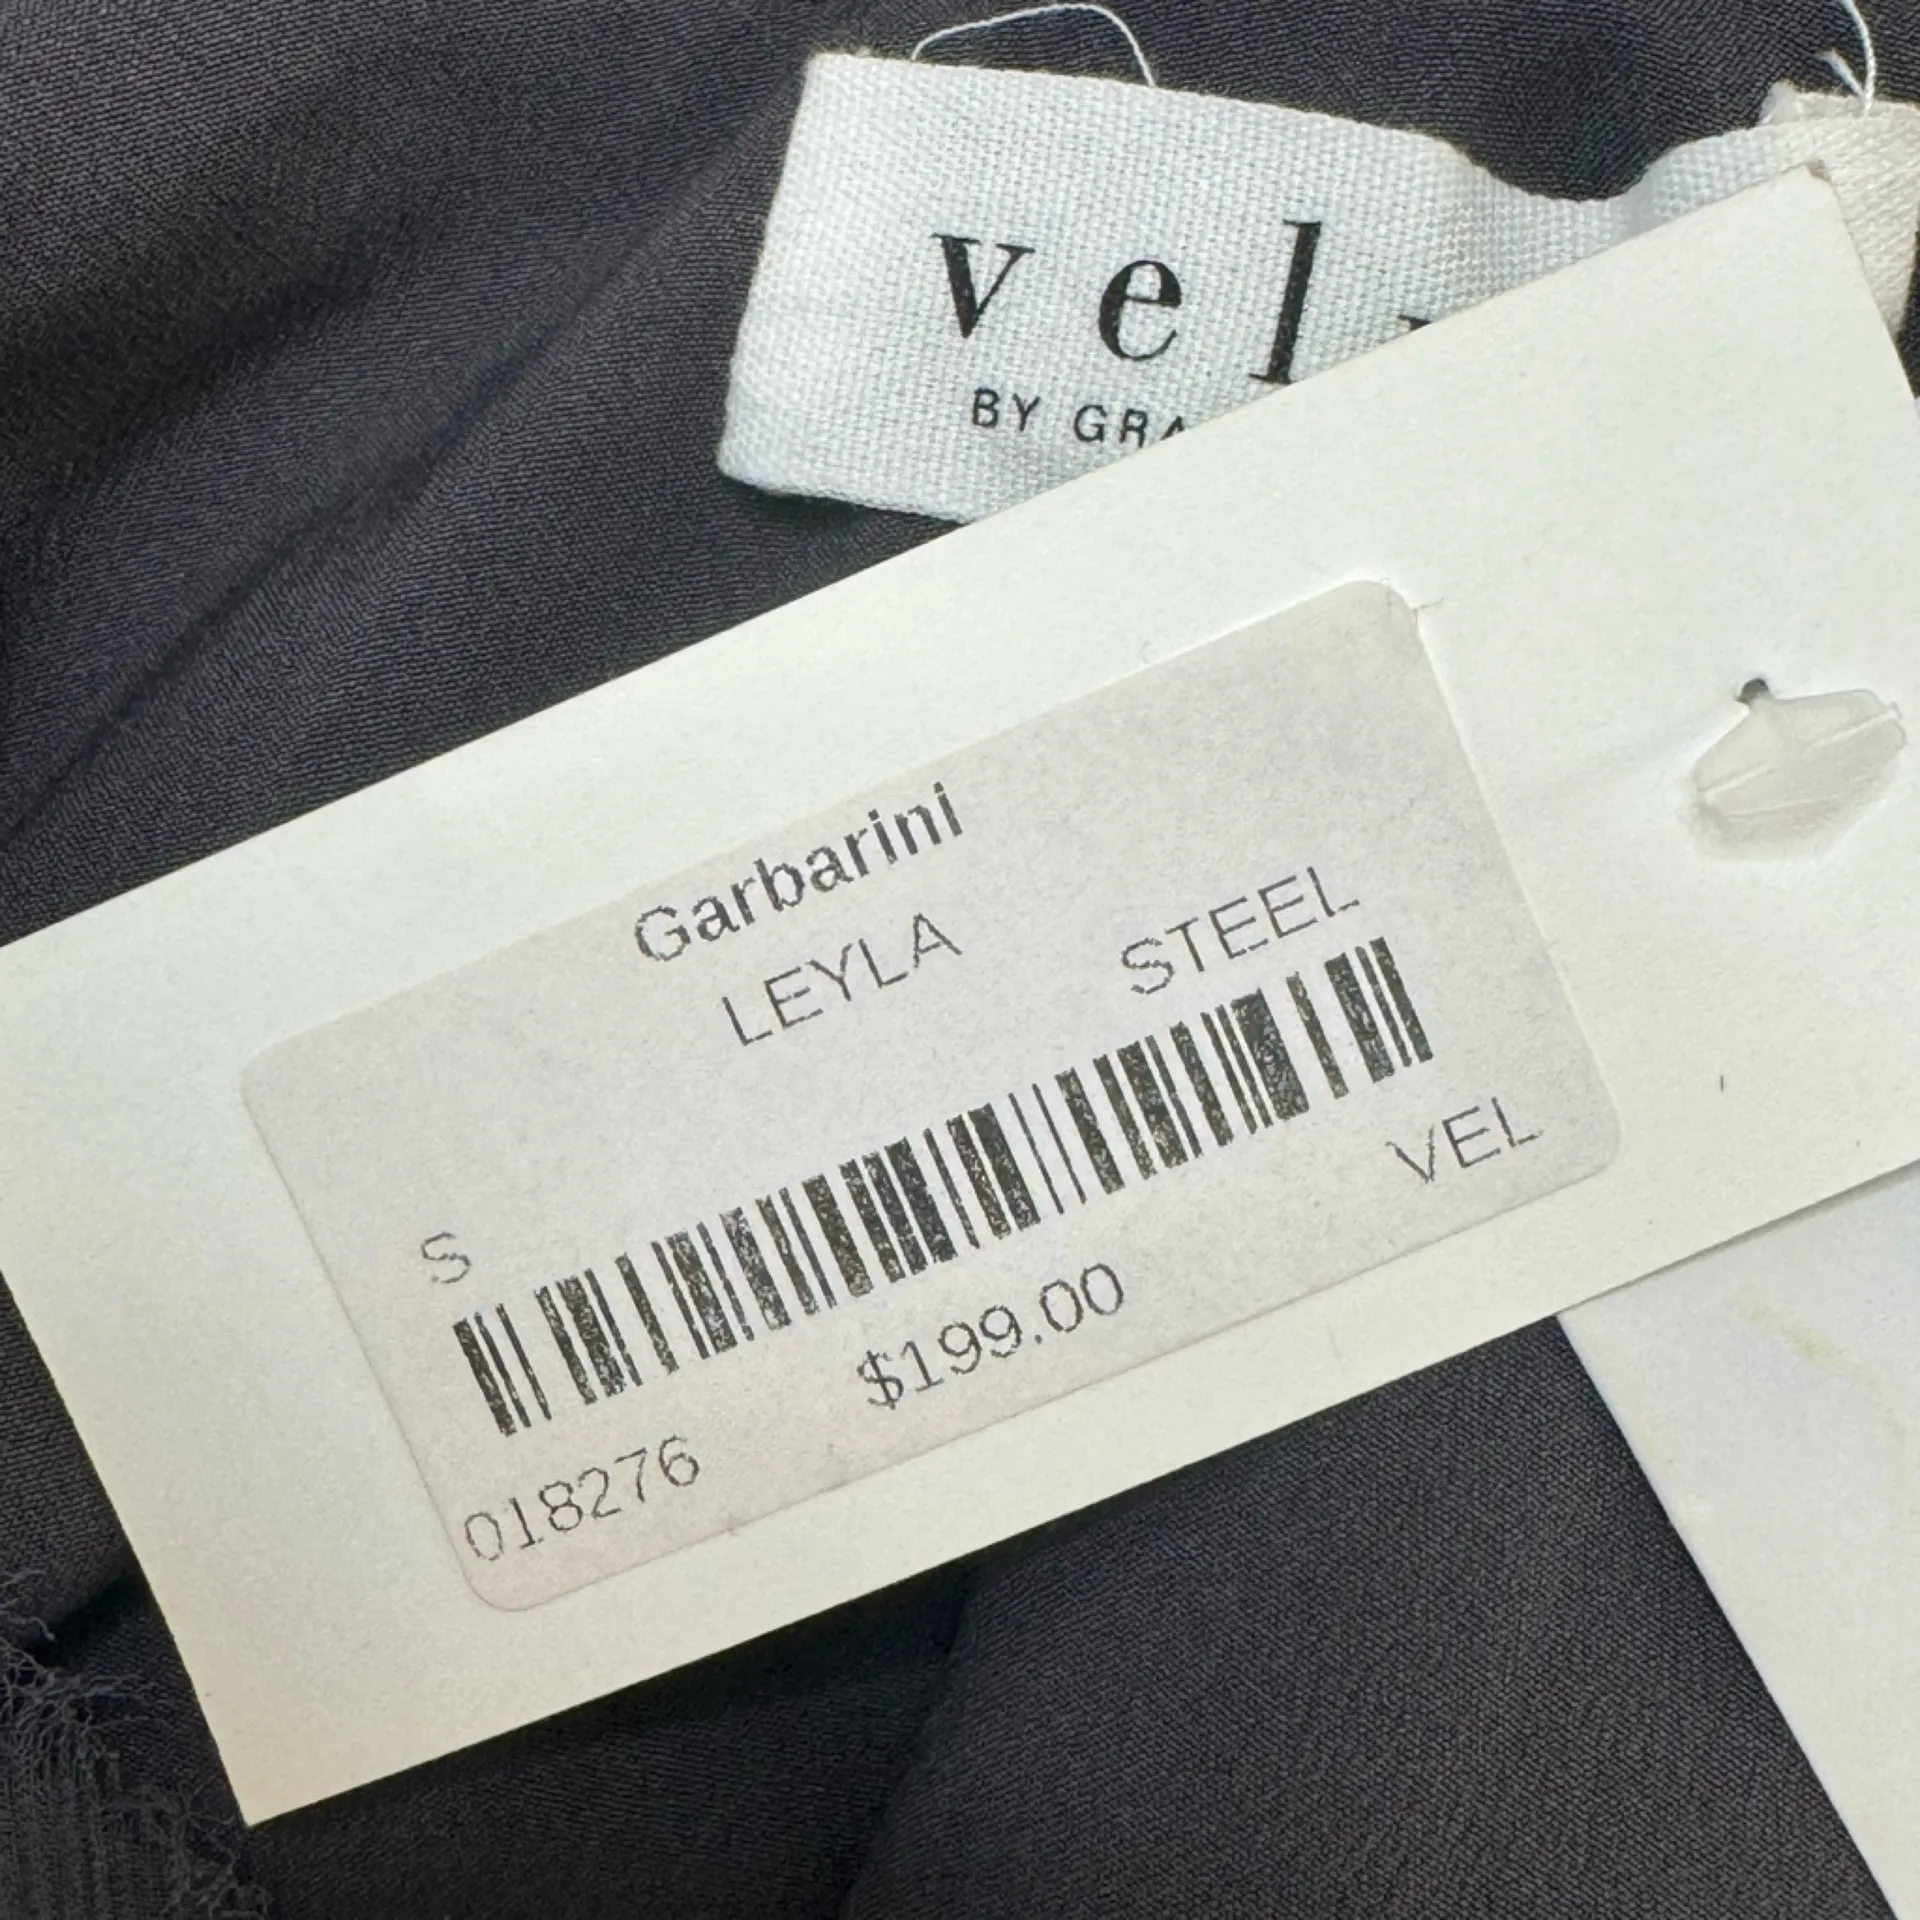 vel
BY GRA
Garbarini
LEYLA STEEL
S
VEL
$199.00
018276